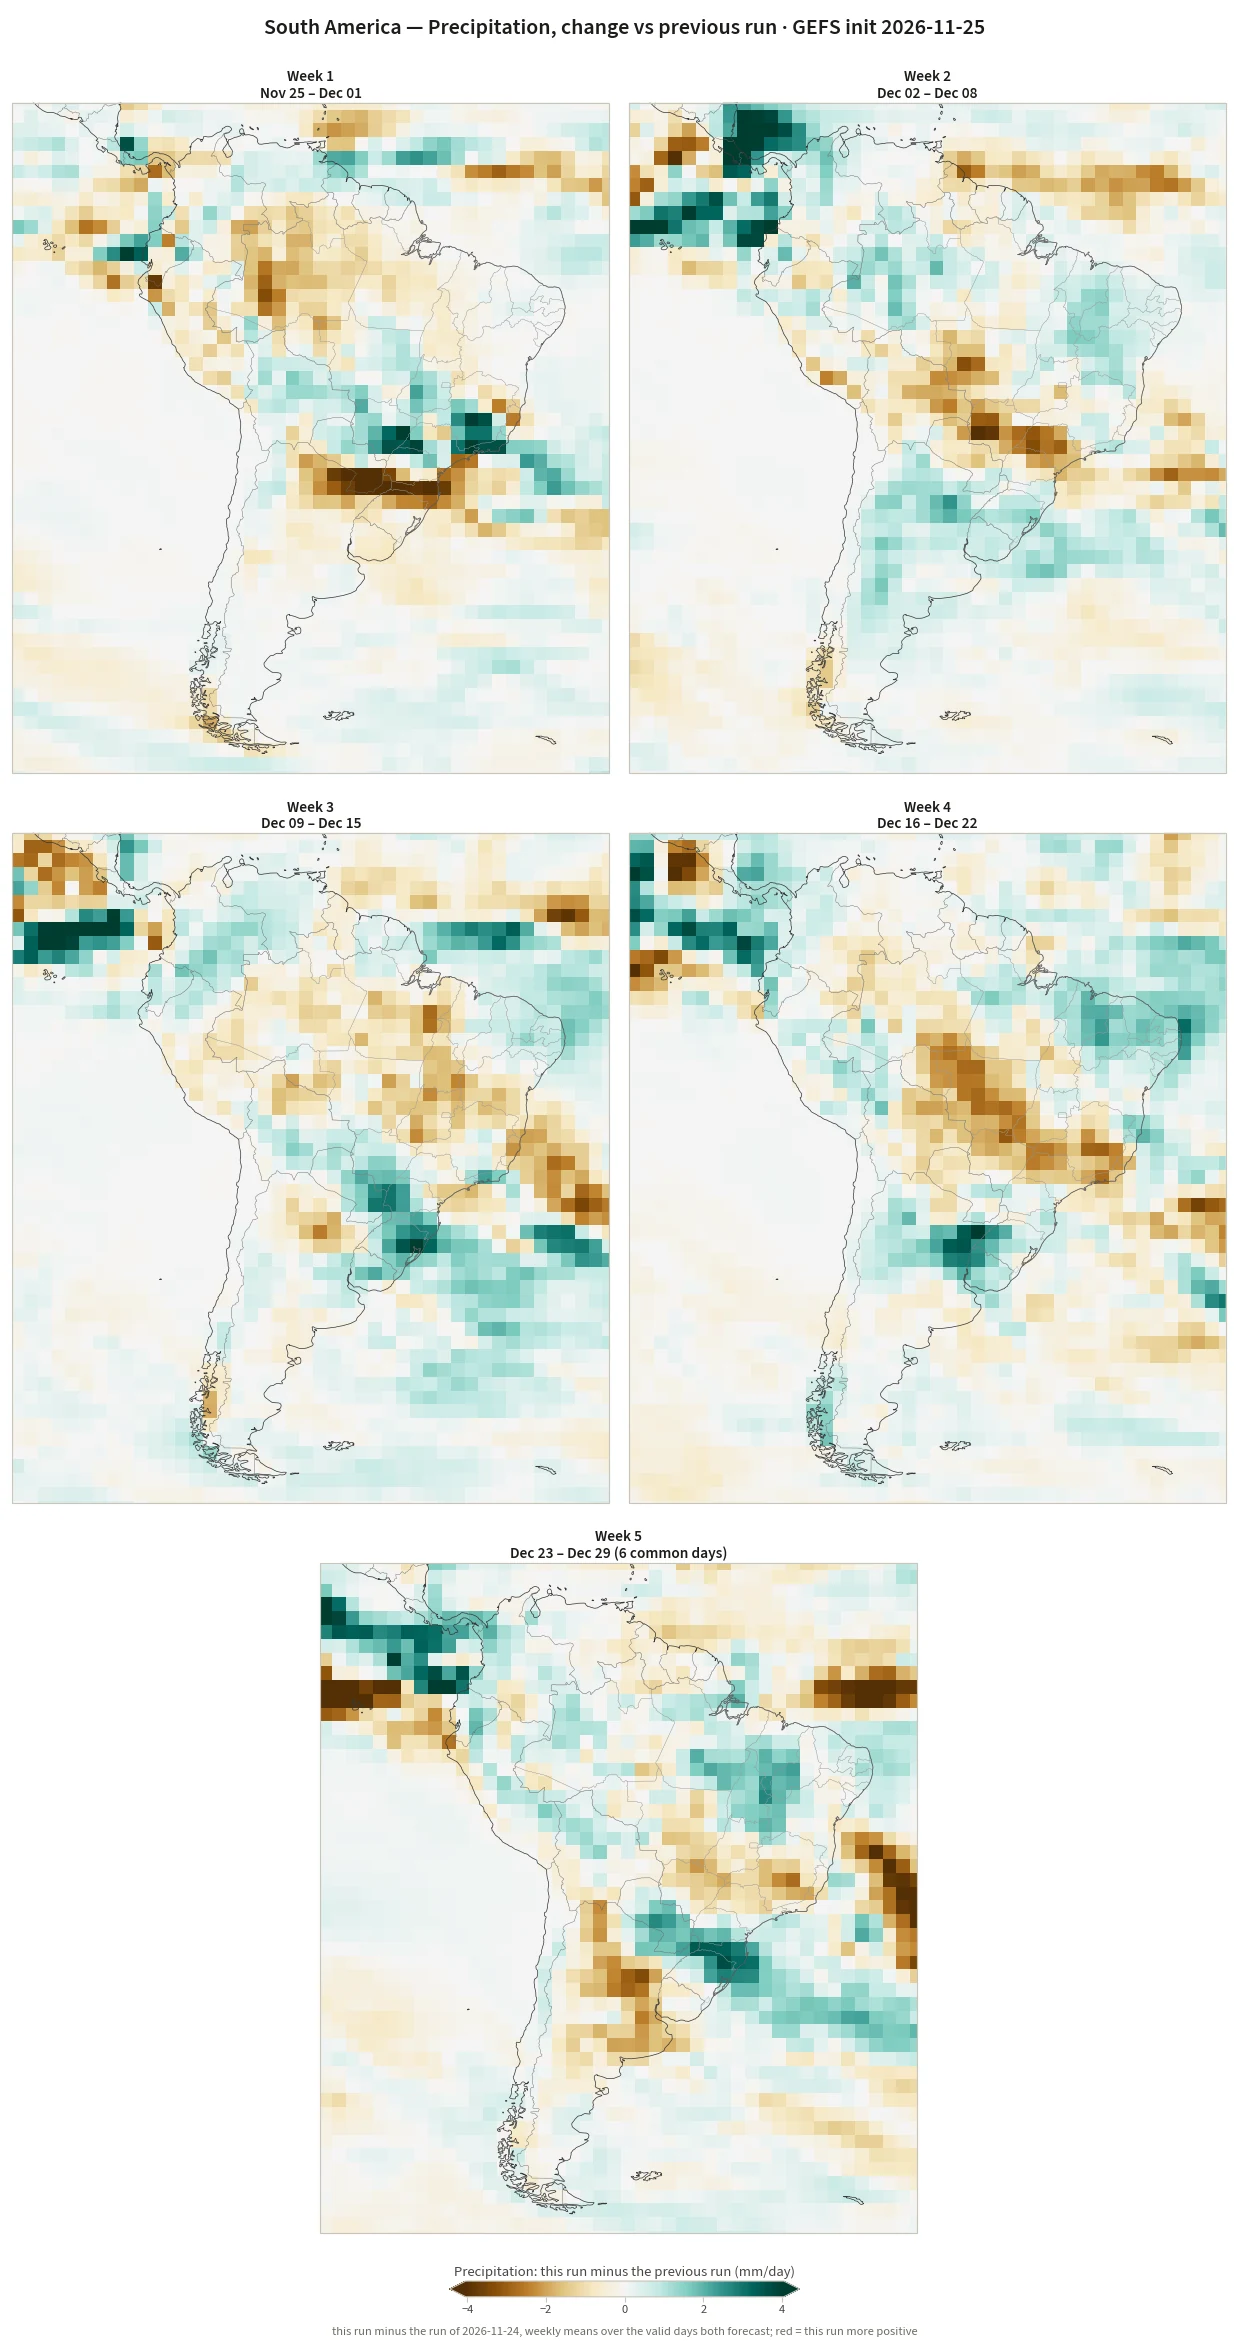 South America — Precipitation, change vs previous run · GEFS init 2026-11-25
Week 1
Nov 25 – Dec 01
Week 2
Dec 02 – Dec 08
Week 3
Dec 09 – Dec 15
Week 4
Dec 16 – Dec 22
Week 5
Dec 23 – Dec 29 (6 common days)
Precipitation: this run minus the previous run (mm/day)
−4 −2 0 2 4
this run minus the run of 2026-11-24, weekly means over the valid days both forecast; red = this run more positive